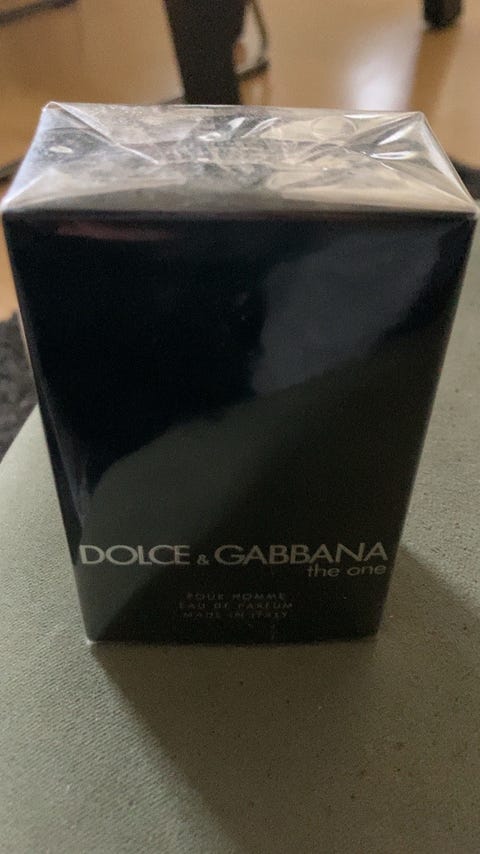 DOLCE & GABBANA
the one
POUR HOMME
EAU DE PARFUM
MADE IN ITALY